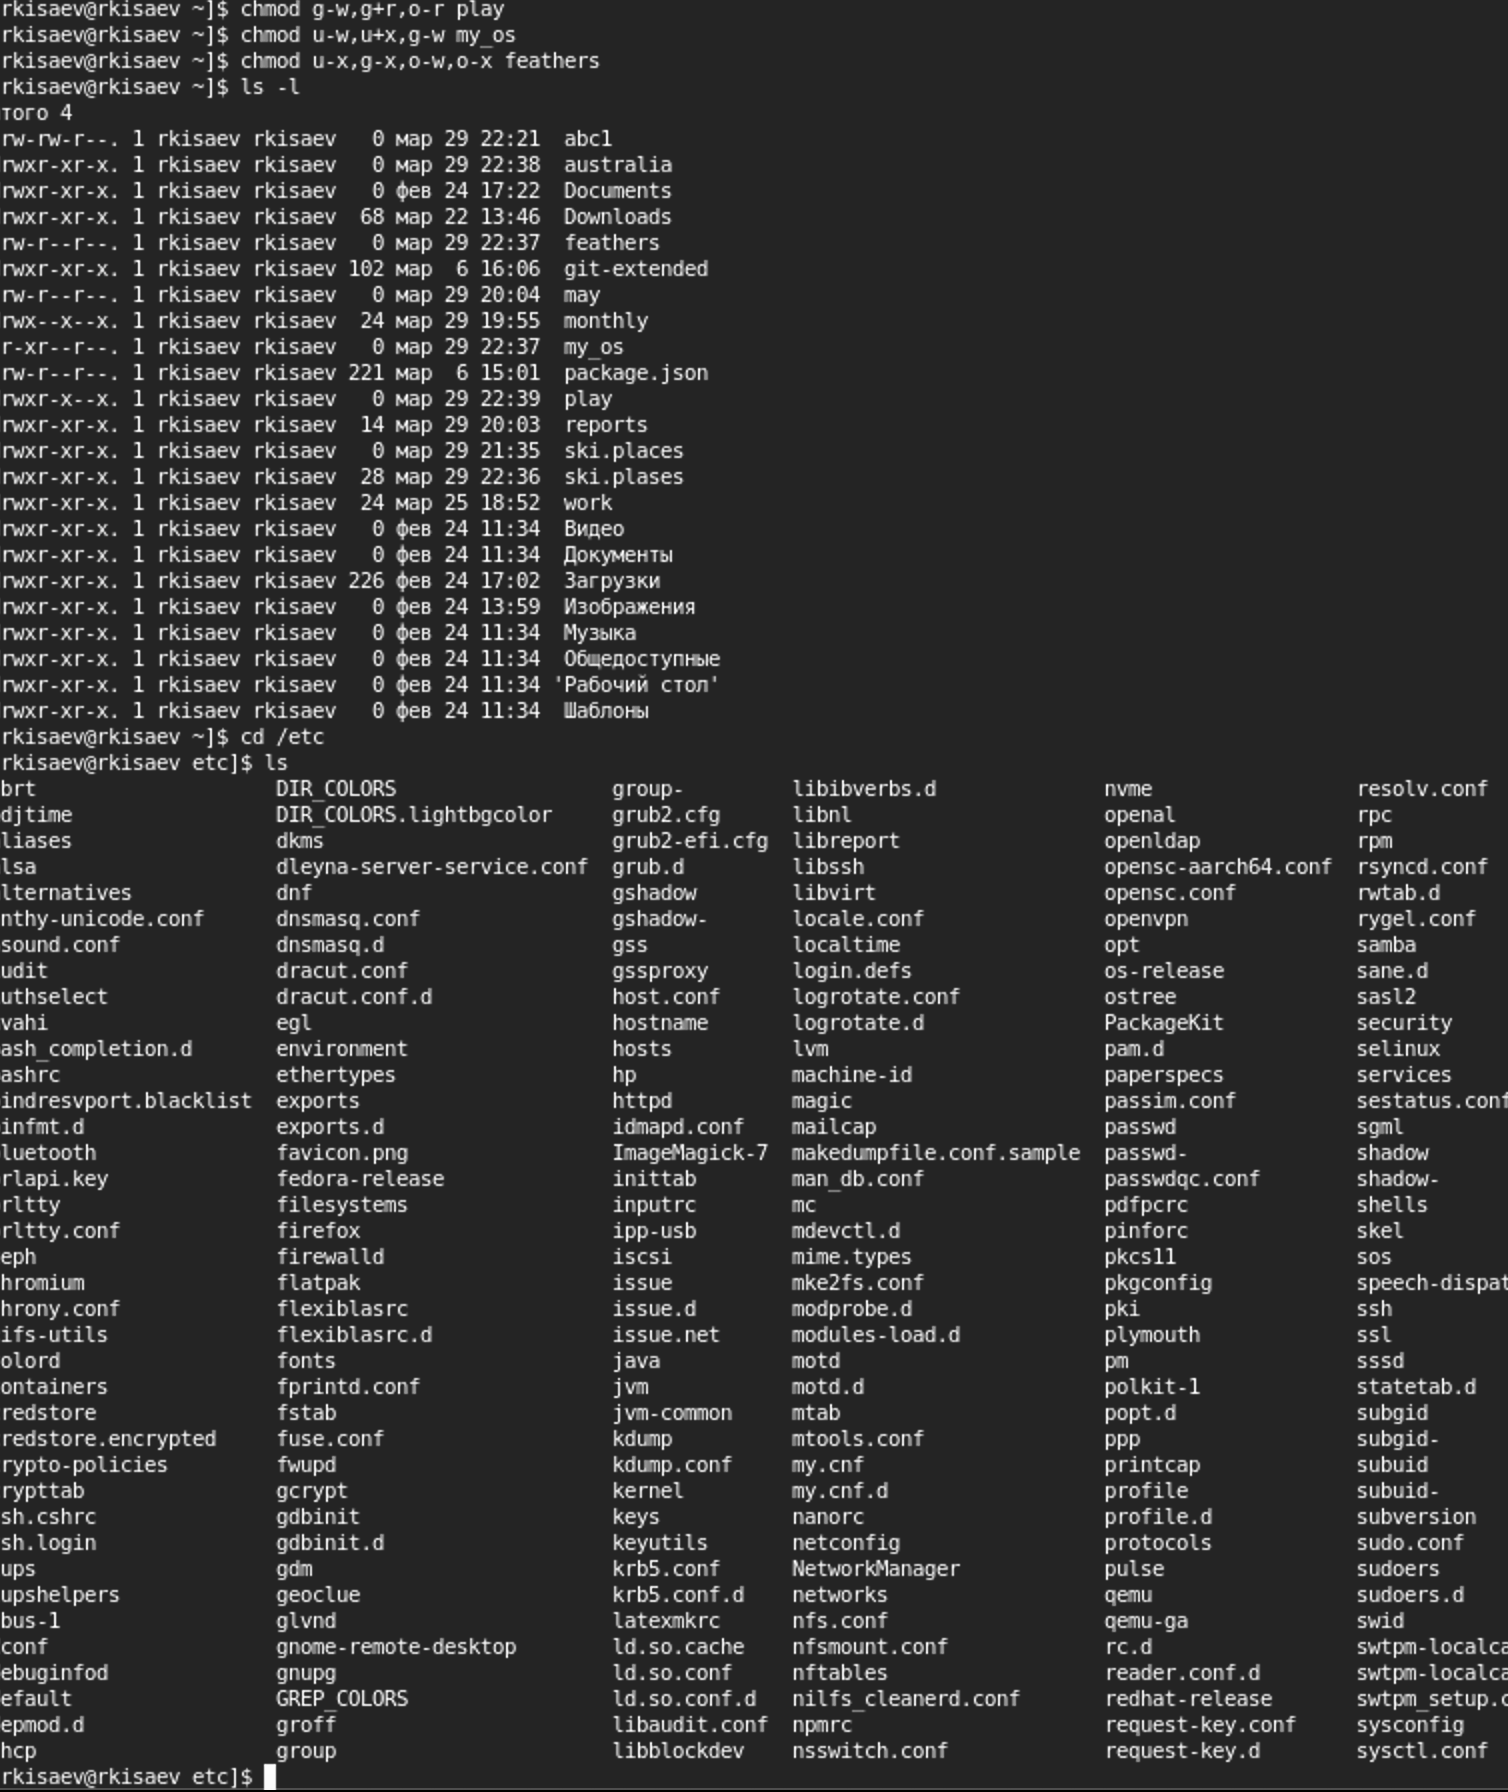 rkisaev@rkisaev ~]$ chmod g-w,g+r,o-r play
rkisaev@rkisaev ~]$ chmod u-w,u+x,g-w my_os
rkisaev@rkisaev ~]$ chmod u-x,g-x,o-w,o-x feathers
rkisaev@rkisaev ~]$ ls -l
того 4
rw-rw-r--. 1 rkisaev rkisaev   0 мар 29 22:21  abc1
rwxr-xr-x. 1 rkisaev rkisaev   0 мар 29 22:38  australia
rwxr-xr-x. 1 rkisaev rkisaev   0 фев 24 17:22  Documents
rwxr-xr-x. 1 rkisaev rkisaev  68 мар 22 13:46  Downloads
rw-r--r--. 1 rkisaev rkisaev   0 мар 29 22:37  feathers
rwxr-xr-x. 1 rkisaev rkisaev 102 мар  6 16:06  git-extended
rw-r--r--. 1 rkisaev rkisaev   0 мар 29 20:04  may
rwx--x--x. 1 rkisaev rkisaev  24 мар 29 19:55  monthly
r-xr--r--. 1 rkisaev rkisaev   0 мар 29 22:37  my_os
rw-r--r--. 1 rkisaev rkisaev 221 мар  6 15:01  package.json
rwxr-x--x. 1 rkisaev rkisaev   0 мар 29 22:39  play
rwxr-xr-x. 1 rkisaev rkisaev  14 мар 29 20:03  reports
rwxr-xr-x. 1 rkisaev rkisaev   0 мар 29 21:35  ski.places
rwxr-xr-x. 1 rkisaev rkisaev  28 мар 29 22:36  ski.plases
rwxr-xr-x. 1 rkisaev rkisaev  24 мар 25 18:52  work
rwxr-xr-x. 1 rkisaev rkisaev   0 фев 24 11:34  Видео
rwxr-xr-x. 1 rkisaev rkisaev   0 фев 24 11:34  Документы
rwxr-xr-x. 1 rkisaev rkisaev 226 фев 24 17:02  Загрузки
rwxr-xr-x. 1 rkisaev rkisaev   0 фев 24 13:59  Изображения
rwxr-xr-x. 1 rkisaev rkisaev   0 фев 24 11:34  Музыка
rwxr-xr-x. 1 rkisaev rkisaev   0 фев 24 11:34  Общедоступные
rwxr-xr-x. 1 rkisaev rkisaev   0 фев 24 11:34 'Рабочий стол'
rwxr-xr-x. 1 rkisaev rkisaev   0 фев 24 11:34  Шаблоны
rkisaev@rkisaev ~]$ cd /etc
rkisaev@rkisaev etc]$ ls
brt DIR_COLORS group- libibverbs.d nvme resolv.conf
djtime DIR_COLORS.lightbgcolor grub2.cfg libnl openal rpc
liases dkms grub2-efi.cfg libreport openldap rpm
lsa dleyna-server-service.conf grub.d libssh opensc-aarch64.conf rsyncd.conf
lternatives dnf gshadow libvirt opensc.conf rwtab.d
nthy-unicode.conf dnsmasq.conf gshadow- locale.conf openvpn rygel.conf
sound.conf dnsmasq.d gss localtime opt samba
udit dracut.conf gssproxy login.defs os-release sane.d
uthselect dracut.conf.d host.conf logrotate.conf ostree sasl2
vahi egl hostname logrotate.d PackageKit security
ash_completion.d environment hosts lvm pam.d selinux
ashrc ethertypes hp machine-id paperspecs services
indresvport.blacklist exports httpd magic passim.conf sestatus.conf
infmt.d exports.d idmapd.conf mailcap passwd sgml
luetooth favicon.png ImageMagick-7 makedumpfile.conf.sample passwd- shadow
rlapi.key fedora-release inittab man_db.conf passwdqc.conf shadow-
rltty filesystems inputrc mc pdfpcrc shells
rltty.conf firefox ipp-usb mdevctl.d pinforc skel
eph firewalld iscsi mime.types pkcs11 sos
hromium flatpak issue mke2fs.conf pkgconfig speech-dispat
hrony.conf flexiblasrc issue.d modprobe.d pki ssh
ifs-utils flexiblasrc.d issue.net modules-load.d plymouth ssl
olord fonts java motd pm sssd
ontainers fprintd.conf jvm motd.d polkit-1 statetab.d
redstore fstab jvm-common mtab popt.d subgid
redstore.encrypted fuse.conf kdump mtools.conf ppp subgid-
rypto-policies fwupd kdump.conf my.cnf printcap subuid
rypttab gcrypt kernel my.cnf.d profile subuid-
sh.cshrc gdbinit keys nanorc profile.d subversion
sh.login gdbinit.d keyutils netconfig protocols sudo.conf
ups gdm krb5.conf NetworkManager pulse sudoers
upshelpers geoclue krb5.conf.d networks qemu sudoers.d
bus-1 glvnd latexmkrc nfs.conf qemu-ga swid
conf gnome-remote-desktop ld.so.cache nfsmount.conf rc.d swtpm-localca
ebuginfod gnupg ld.so.conf nftables reader.conf.d swtpm-localca
efault GREP_COLORS ld.so.conf.d nilfs_cleanerd.conf redhat-release swtpm_setup.c
epmod.d groff libaudit.conf npmrc request-key.conf sysconfig
hcp group libblockdev nsswitch.conf request-key.d sysctl.conf
rkisaev@rkisaev etc]$